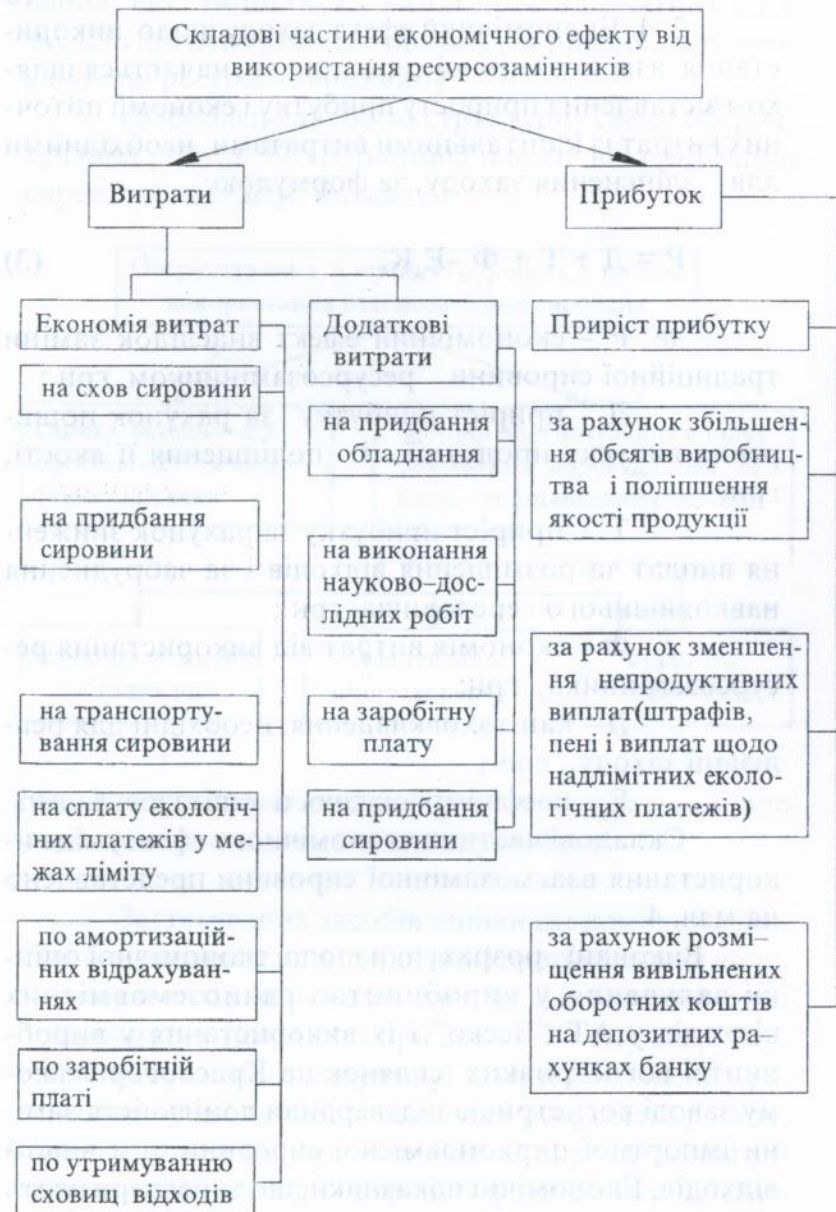 Складові частини економічного ефекту від
використання ресурсозамінників
Витрати
Прибуток
Економія витрат
на схов сировини
на придбання
сировини
на транспорту-
вання сировини
на сплату екологіч-
них платежів у ме-
жах ліміту
по амортизацій-
них відрахуван-
нях
по заробітній
платі
по утримуванню
сховищ відходів
Додаткові
витрати
на придбання
обладнання
на виконання
науково–дос-
лідних робіт
на заробітну
плату
на придбання
сировини
Приріст прибутку
за рахунок збільшен-
ня обсягів виробниц-
тва і поліпшення
якості продукції
за рахунок зменшен-
ня непродуктивних
виплат(штрафів,
пені і виплат щодо
надлімітних еколо-
гічних платежів)
за рахунок розмі–
щення вивільнених
оборотних коштів
на депозитних ра-
хунках банку